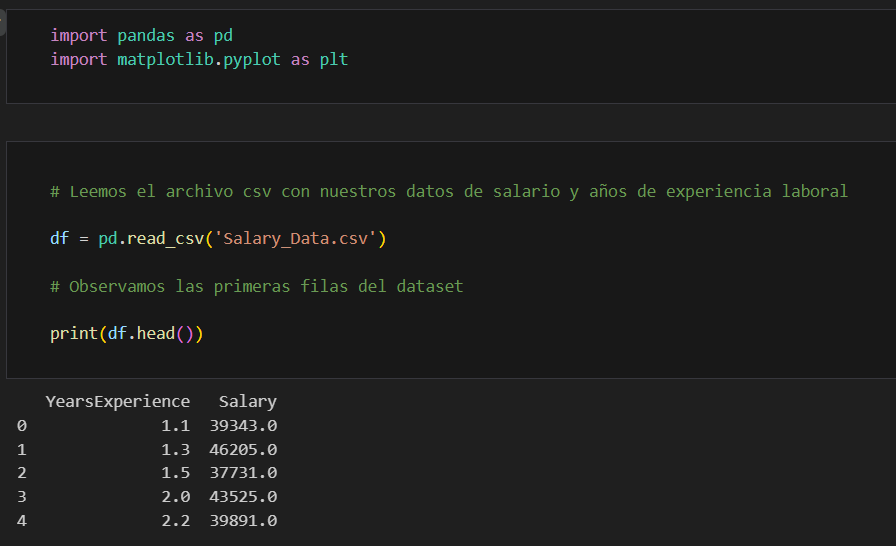 import pandas as pd
import matplotlib.pyplot as plt
# Leemos el archivo csv con nuestros datos de salario y años de experiencia laboral
df = pd.read_csv('Salary_Data.csv')
# Observamos las primeras filas del dataset
print(df.head())
YearsExperience Salary
0 1.1 39343.0
1 1.3 46205.0
2 1.5 37731.0
3 2.0 43525.0
4 2.2 39891.0